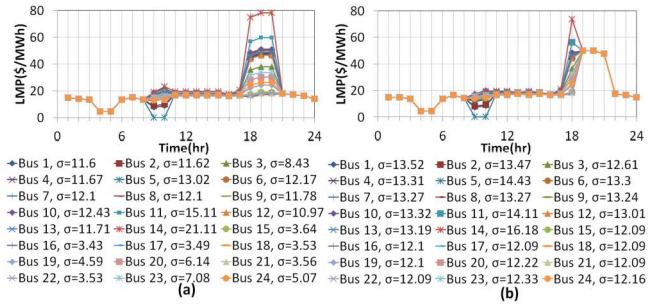 (a)
(b)
LMP($/MWh)
80
60
40
20
0
0 3 6 9 12 15 18 21 24
Time(hr)
Bus 1, σ=11.6 Bus 2, σ=11.62 Bus 3, σ=8.43
Bus 4, σ=11.67 Bus 5, σ=13.02 Bus 6, σ=12.17
Bus 7, σ=12.1 Bus 8, σ=12.1 Bus 9, σ=11.78
Bus 10, σ=12.43 Bus 11, σ=15.11 Bus 12, σ=10.97
Bus 13, σ=11.71 Bus 14, σ=21.11 Bus 15, σ=3.64
Bus 16, σ=3.43 Bus 17, σ=3.49 Bus 18, σ=3.53
Bus 19, σ=4.59 Bus 20, σ=6.14 Bus 21, σ=3.56
Bus 22, σ=3.53 Bus 23, σ=7.08 Bus 24, σ=5.07
(a)
LMP($/MWh)
80
60
40
20
0
0 3 6 9 12 15 18 21 24
Time(hr)
Bus 1, σ=13.52 Bus 2, σ=13.47 Bus 3, σ=12.61
Bus 4, σ=13.31 Bus 5, σ=14.43 Bus 6, σ=13.3
Bus 7, σ=13.27 Bus 8, σ=13.27 Bus 9, σ=13.24
Bus 10, σ=13.32 Bus 11, σ=14.11 Bus 12, σ=13.01
Bus 13, σ=13.19 Bus 14, σ=16.18 Bus 15, σ=12.09
Bus 16, σ=12.1 Bus 17, σ=12.09 Bus 18, σ=12.09
Bus 19, σ=12.1 Bus 20, σ=12.22 Bus 21, σ=12.09
Bus 22, σ=12.09 Bus 23, σ=12.33 Bus 24, σ=12.16
(b)